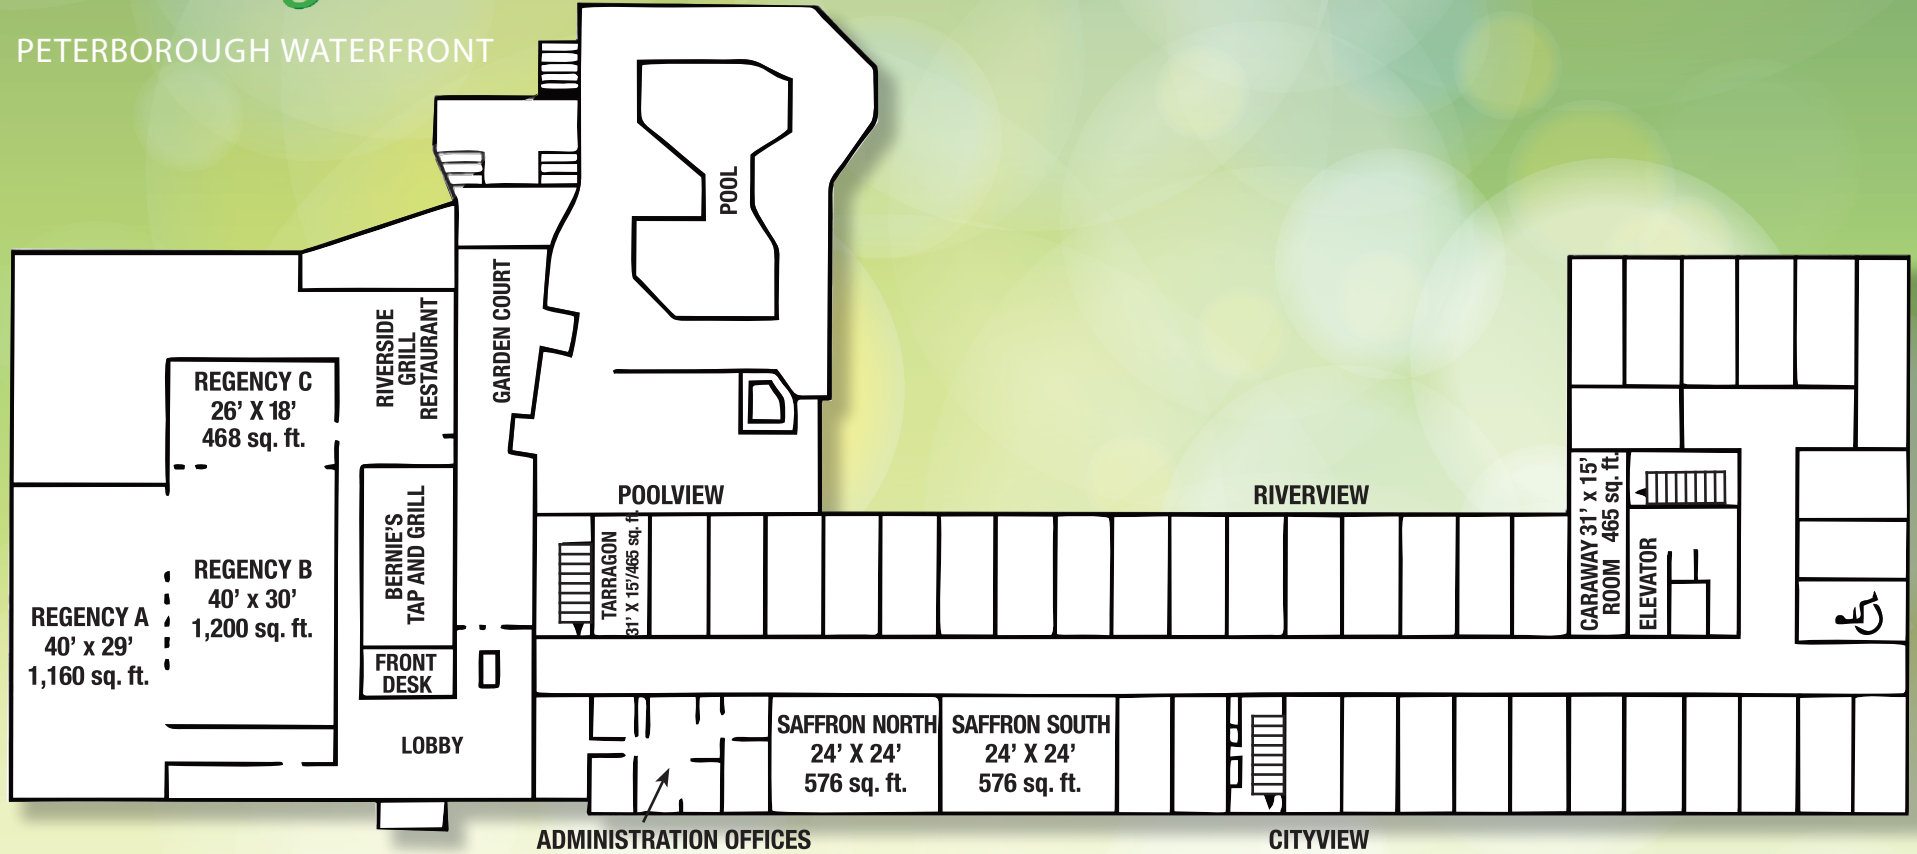 PETERBOROUGH WATERFRONT
POOL
GARDEN COURT
RIVERSIDE
GRILL
RESTAURANT
REGENCY C
26’ X 18’
468 sq. ft.
BERNIE’S
TAP AND GRILL
REGENCY B
40’ x 30’
1,200 sq. ft.
REGENCY A
40’ x 29’
1,160 sq. ft.
FRONT
DESK
LOBBY
POOLVIEW
RIVERVIEW
TARRAGON
31’ X 15’/465 sq. ft.
CARAWAY 31’ x 15’
ROOM 465 sq. ft.
ELEVATOR
SAFFRON NORTH
24’ X 24’
576 sq. ft.
SAFFRON SOUTH
24’ X 24’
576 sq. ft.
ADMINISTRATION OFFICES
CITYVIEW